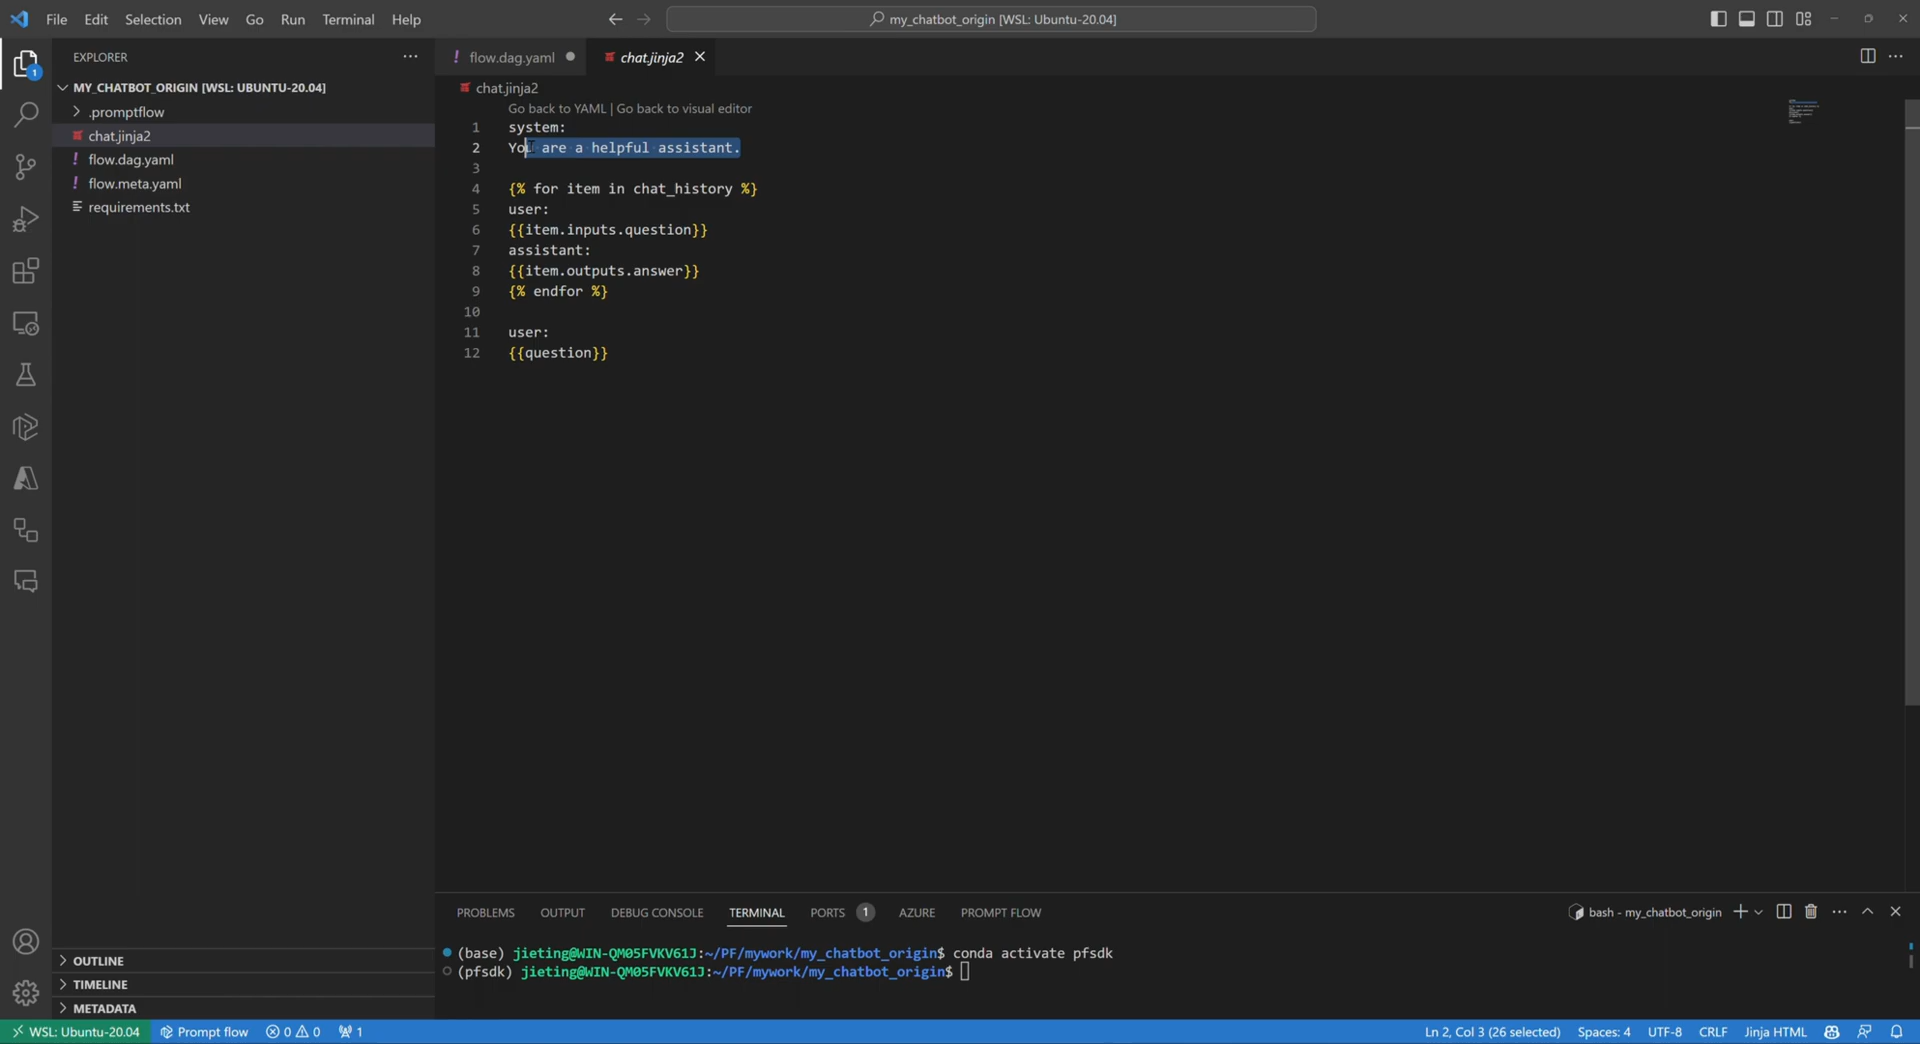 File Edit Selection View Go Run Terminal Help
my_chatbot_origin [WSL: Ubuntu-20.04]
EXPLORER
1
MY_CHATBOT_ORIGIN [WSL: UBUNTU-20.04]
.promptflow
chat.jinja2
flow.dag.yaml
flow.meta.yaml
requirements.txt
flow.dag.yaml
chat.jinja2
chat.jinja2
Go back to YAML | Go back to visual editor
1 system:
2 You are a helpful assistant.
3
4 {% for item in chat_history %}
5 user:
6 {{item.inputs.question}}
7 assistant:
8 {{item.outputs.answer}}
9 {% endfor %}
10
11 user:
12 {{question}}
OUTLINE
TIMELINE
METADATA
PROBLEMS OUTPUT DEBUG CONSOLE TERMINAL PORTS 1 AZURE PROMPT FLOW
bash - my_chatbot_origin
(base) jieting@WIN-QM05FVKV61J:~/PF/mywork/my_chatbot_origin$ conda activate pfsdk
(pfsdk) jieting@WIN-QM05FVKV61J:~/PF/mywork/my_chatbot_origin$
WSL: Ubuntu-20.04 Prompt flow 0 0 1
Ln 2, Col 3 (26 selected) Spaces: 4 UTF-8 CRLF Jinja HTML